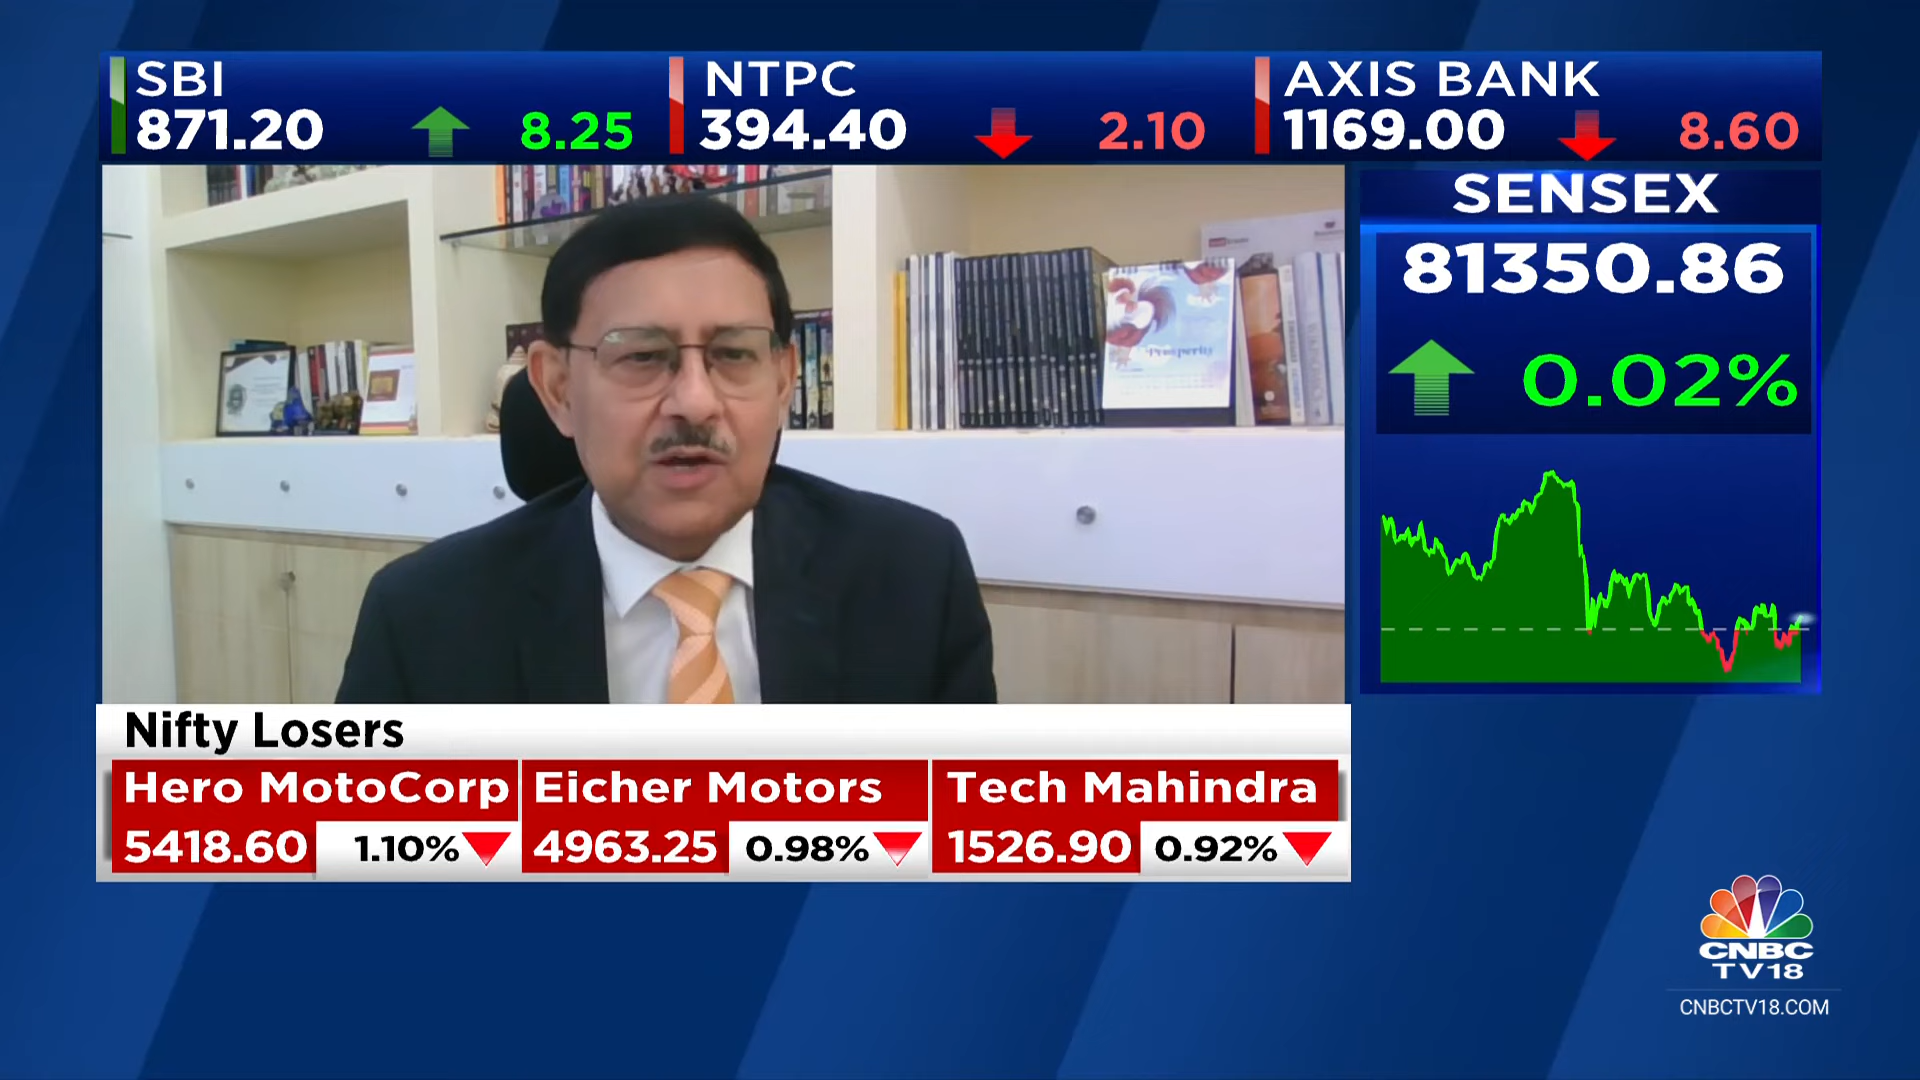 SBI
871.20 8.25
NTPC
394.40 2.10
AXIS BANK
1169.00 8.60
SENSEX
81350.86
0.02%
Prosperity
Nifty Losers
Hero MotoCorp
5418.60 1.10%
Eicher Motors
4963.25 0.98%
Tech Mahindra
1526.90 0.92%
CNBC
TV18
CNBCTV18.COM